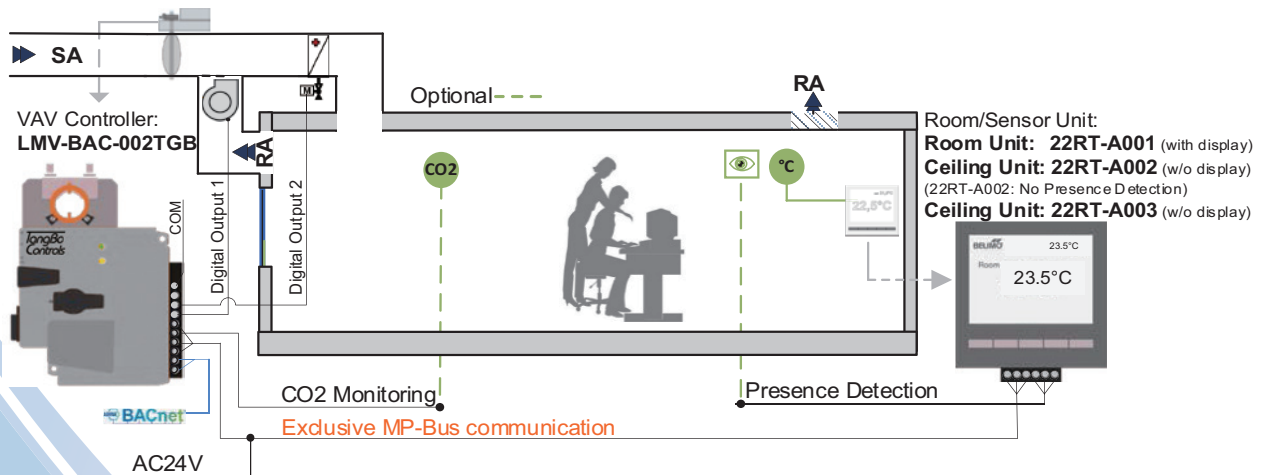 SA
VAV Controller:
LMV-BAC-002TGB
TongBo
Controls
COM
Digital Output 1
Digital Output 2
M
RA
Optional
CO2
°C
RA
22,5°C
Room/Sensor Unit:
Room Unit: 22RT-A001 (with display)
Ceiling Unit: 22RT-A002 (w/o display)
(22RT-A002: No Presence Detection)
Ceiling Unit: 22RT-A003 (w/o display)
BELIMO
23.5°C
Room
23.5°C
BACnet
CO2 Monitoring
Presence Detection
Exclusive MP-Bus communication
AC24V